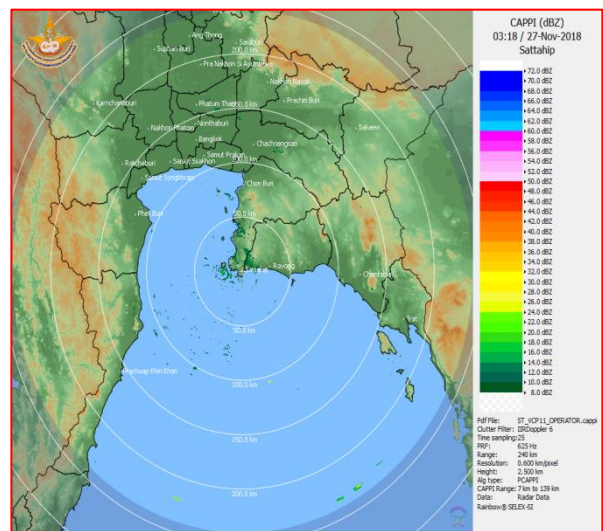 CAPPI (dBZ)
03:18 / 27-Nov-2018
Sattahip
72.0 dBZ
70.0 dBZ
68.0 dBZ
66.0 dBZ
64.0 dBZ
62.0 dBZ
60.0 dBZ
58.0 dBZ
56.0 dBZ
54.0 dBZ
52.0 dBZ
50.0 dBZ
48.0 dBZ
46.0 dBZ
44.0 dBZ
42.0 dBZ
40.0 dBZ
38.0 dBZ
36.0 dBZ
34.0 dBZ
32.0 dBZ
30.0 dBZ
28.0 dBZ
26.0 dBZ
24.0 dBZ
22.0 dBZ
20.0 dBZ
18.0 dBZ
16.0 dBZ
14.0 dBZ
12.0 dBZ
10.0 dBZ
8.0 dBZ
Pdf File: ST_VCP11_OPERATOR.cappi
Clutter Filter: IIRDoppler 6
Time sampling:25
PRF: 625 Hz
Range: 240 km
Resolution: 0.600 km/pixel
Height: 2.500 km
Alg type: PCAPPI
CAPPI Range: 7 km to 139 km
Data: Radar Data
Rainbow® SELEX-SI
Ang Thong
Suphan Buri
Saraburi
200.0 km
Pra Nakhon Si Ayutthaya
Nakhon Nayok
Kanchanaburi
Phatum Thani
Prachin Buri
Nonthaburi
Nakhon Phatom
Sakaew
Bangkok
Chachoengsao
Samut Prakan
Ratchaburi
Samut Ssakhon
100.0 km
Samut Songkhram
Chon Buri
Phet Buri
50.0 km
Rayong
Chanthaburi
Trat
50.0 km
Prachuap Khiri Khan
100.0 km
150.0 km
200.0 km